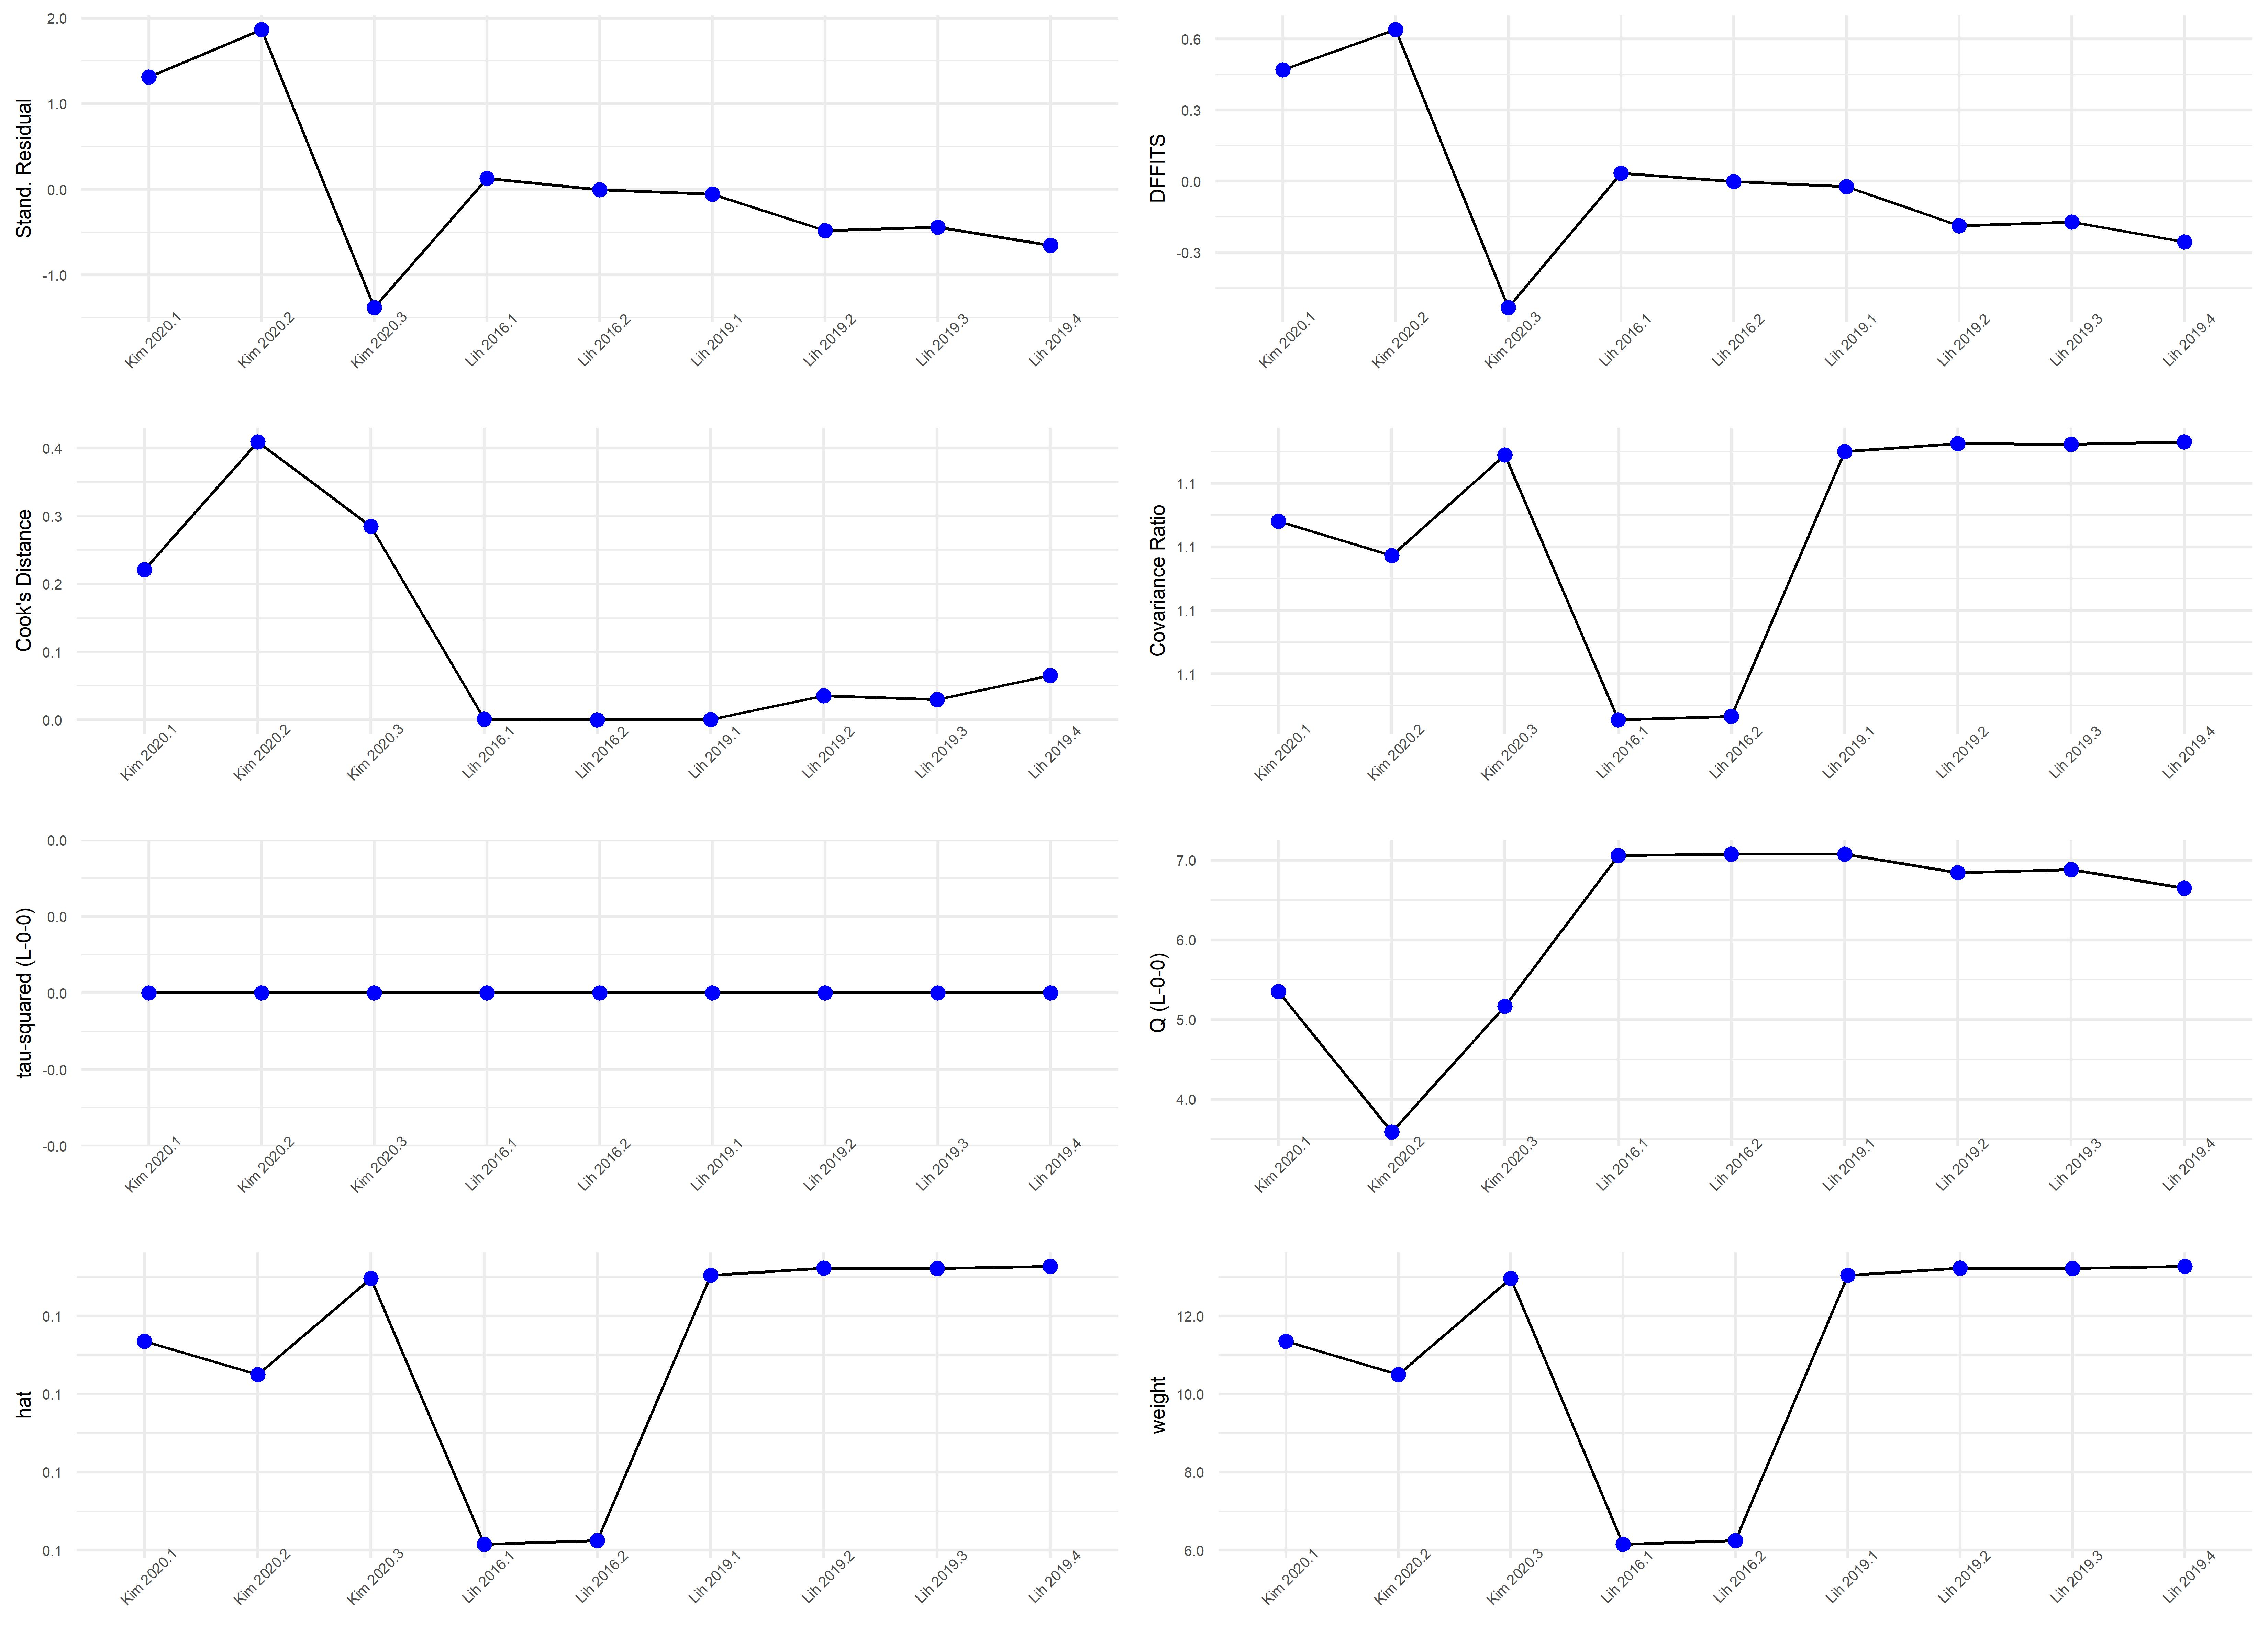 Stand. Residual
2.0
1.0
0.0
-1.0
Kim 2020.1
Kim 2020.2
Kim 2020.3
Lih 2016.1
Lih 2016.2
Lih 2019.1
Lih 2019.2
Lih 2019.3
Lih 2019.4
DFFITS
0.6
0.3
0.0
-0.3
Kim 2020.1
Kim 2020.2
Kim 2020.3
Lih 2016.1
Lih 2016.2
Lih 2019.1
Lih 2019.2
Lih 2019.3
Lih 2019.4
Cook's Distance
0.4
0.3
0.2
0.1
0.0
Kim 2020.1
Kim 2020.2
Kim 2020.3
Lih 2016.1
Lih 2016.2
Lih 2019.1
Lih 2019.2
Lih 2019.3
Lih 2019.4
Covariance Ratio
1.1
1.1
1.1
1.1
Kim 2020.1
Kim 2020.2
Kim 2020.3
Lih 2016.1
Lih 2016.2
Lih 2019.1
Lih 2019.2
Lih 2019.3
Lih 2019.4
tau-squared (L-0-0)
0.0
0.0
0.0
-0.0
-0.0
Kim 2020.1
Kim 2020.2
Kim 2020.3
Lih 2016.1
Lih 2016.2
Lih 2019.1
Lih 2019.2
Lih 2019.3
Lih 2019.4
Q (L-0-0)
7.0
6.0
5.0
4.0
Kim 2020.1
Kim 2020.2
Kim 2020.3
Lih 2016.1
Lih 2016.2
Lih 2019.1
Lih 2019.2
Lih 2019.3
Lih 2019.4
hat
0.1
0.1
0.1
0.1
Kim 2020.1
Kim 2020.2
Kim 2020.3
Lih 2016.1
Lih 2016.2
Lih 2019.1
Lih 2019.2
Lih 2019.3
Lih 2019.4
weight
12.0
10.0
8.0
6.0
Kim 2020.1
Kim 2020.2
Kim 2020.3
Lih 2016.1
Lih 2016.2
Lih 2019.1
Lih 2019.2
Lih 2019.3
Lih 2019.4